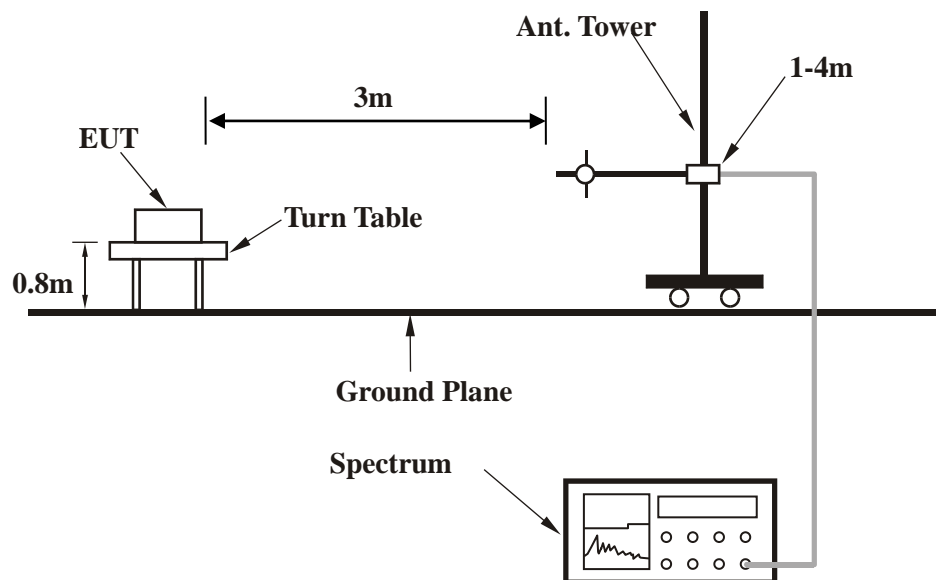 Ant. Tower
1-4m
3m
EUT
Turn Table
0.8m
Ground Plane
Spectrum